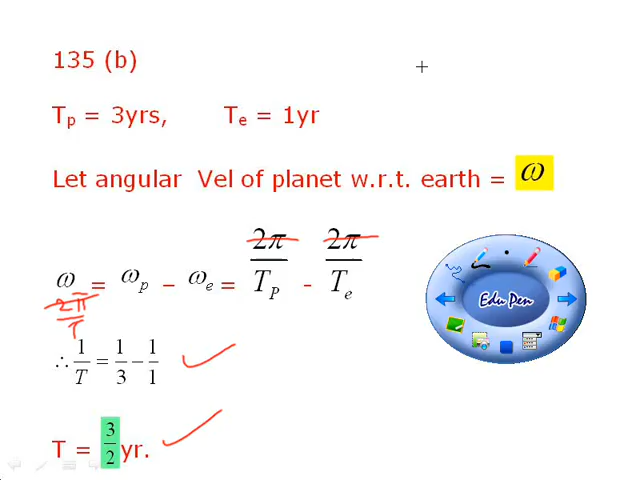 135 (b)
Tp = 3yrs, Te = 1yr
Let angular Vel of planet w.r.t. earth = ω
ω = ωp – ωe = 2π/TP - 2π/Te
2π/T
∴ 1/T = 1/3 − 1/1
T = 3/2 yr.
Edu Pen